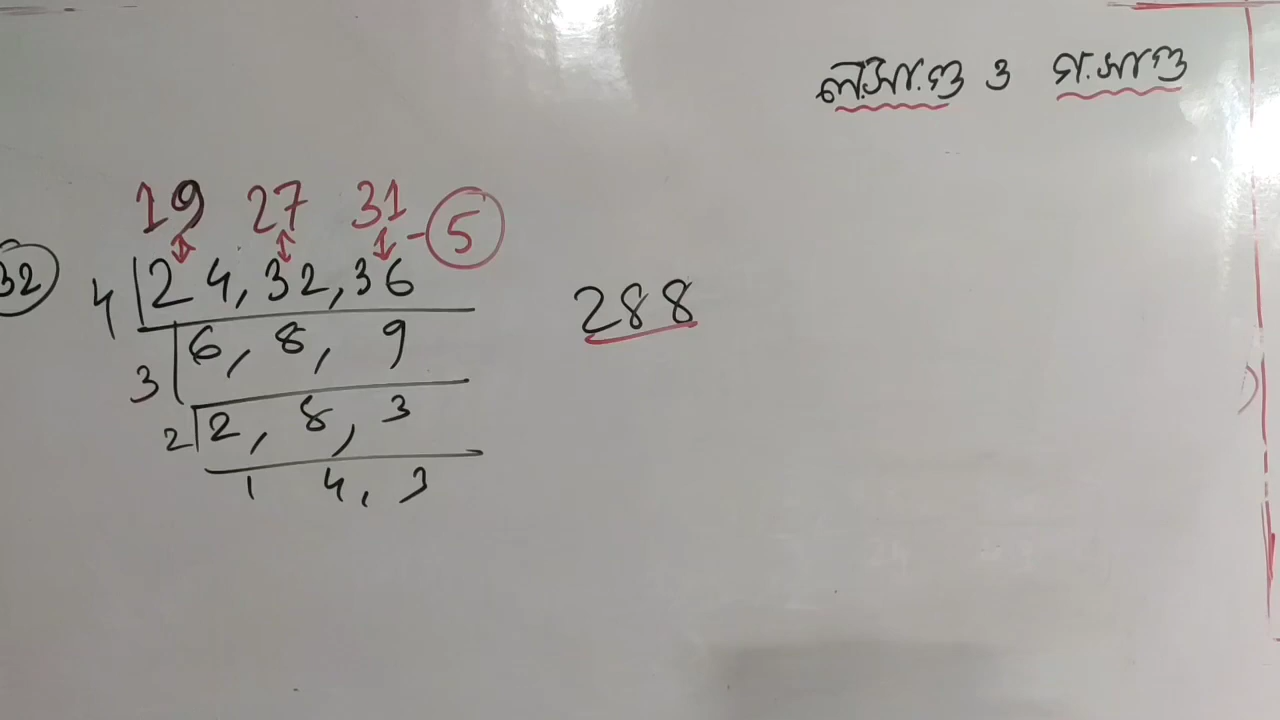 ল.সা.গু ও গ.সাগু
19 27 31 - 5
32 4 24, 32, 36
288
3 6, 8, 9
2 2, 8, 3
1 4, 3